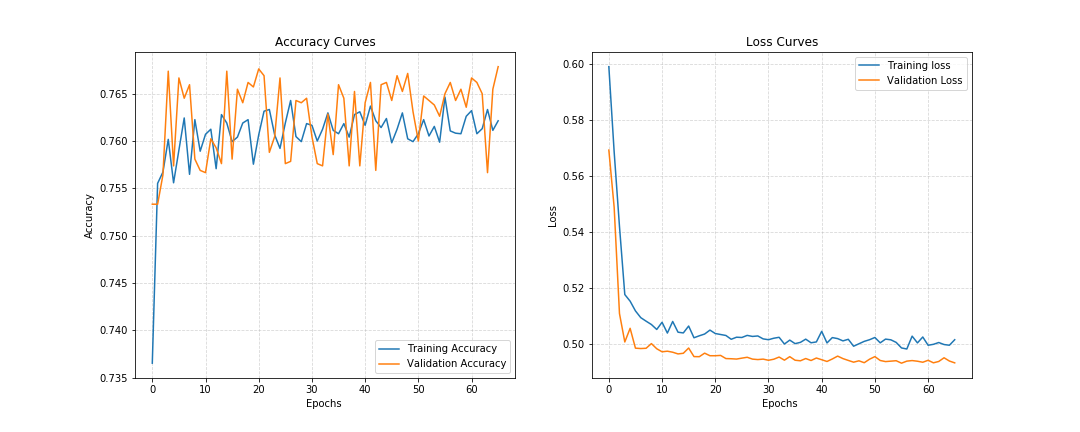 Accuracy Curves
0.765
0.760
0.755
0.750
0.745
0.740
0.735
Accuracy
0 10 20 30 40 50 60
Epochs
Training Accuracy
Validation Accuracy
Loss Curves
0.60
0.58
0.56
0.54
0.52
0.50
Loss
0 10 20 30 40 50 60
Epochs
Training loss
Validation Loss